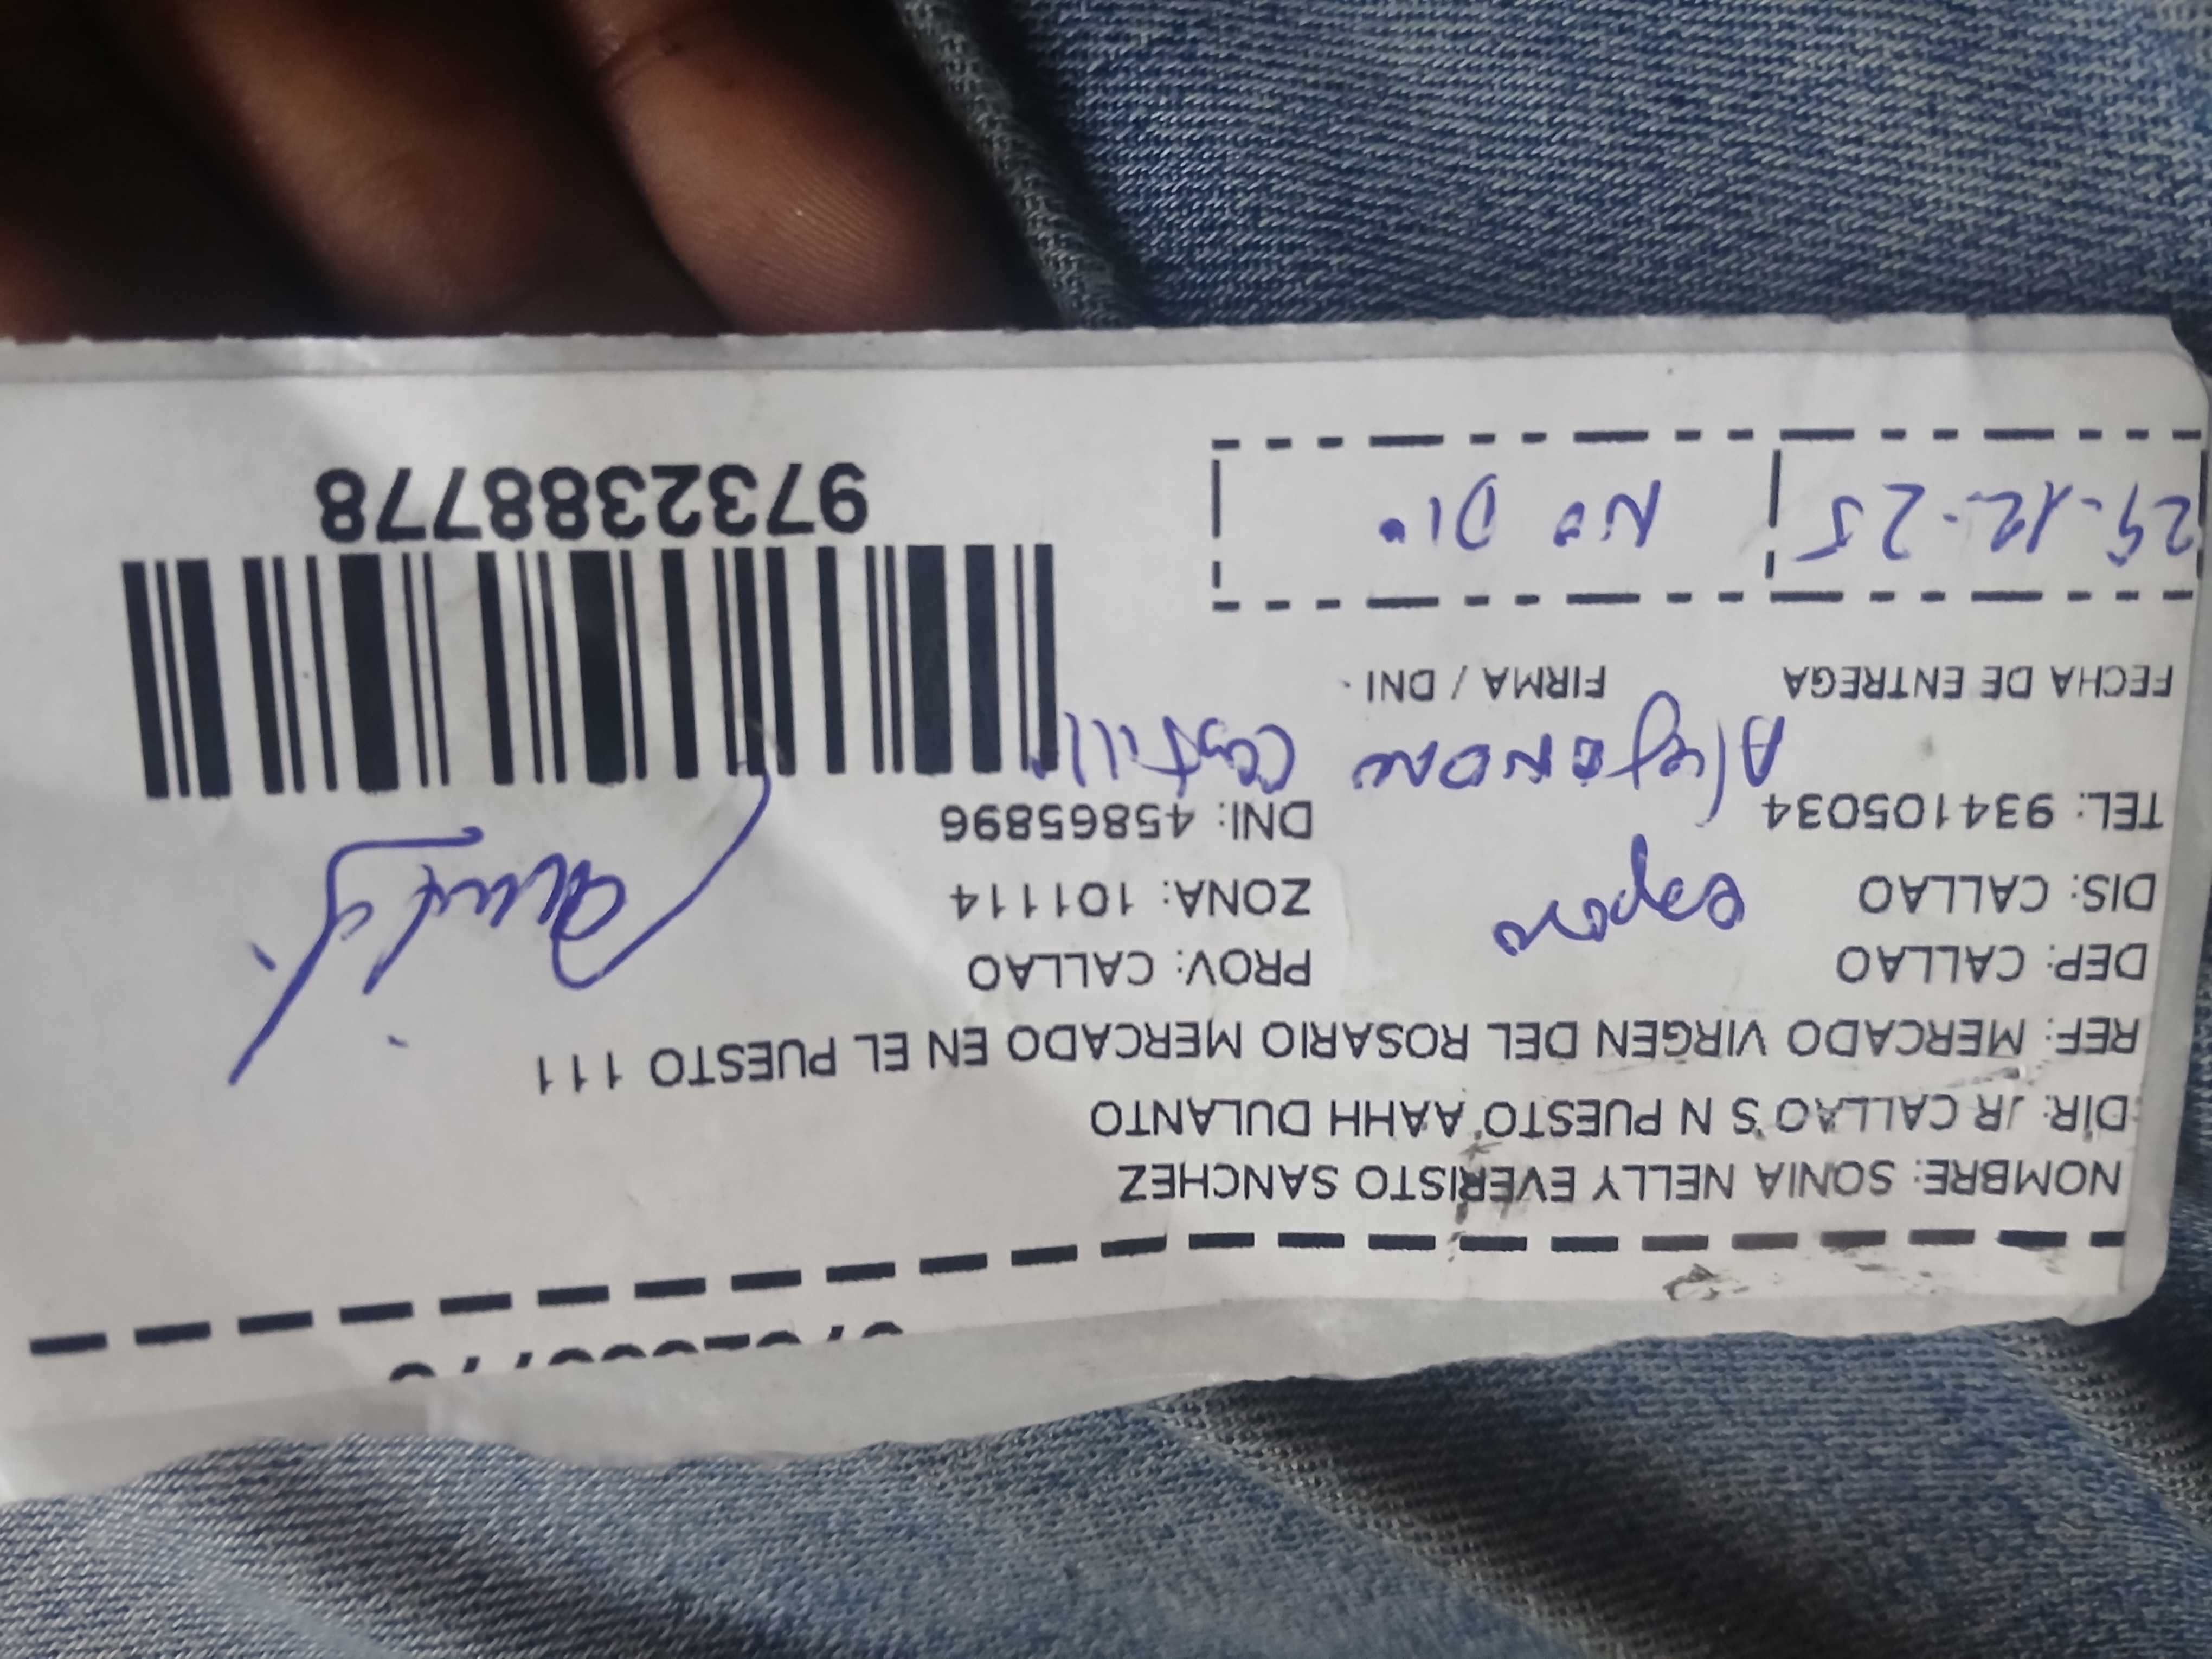 NOMBRE: SONIA NELLY EVERISTO SANCHEZ
DIR: JR CALLAO S N PUESTO AAHH DULANTO
REF: MERCADO VIRGEN DEL ROSARIO MERCADO EN EL PUESTO 111
DEP: CALLAO PROV: CALLAO
DIS: CALLAO ZONA: 101114
TEL: 934105034 DNI: 45865896
FECHA DE ENTREGA FIRMA / DNI
-12-25 NO DIO
9732388778